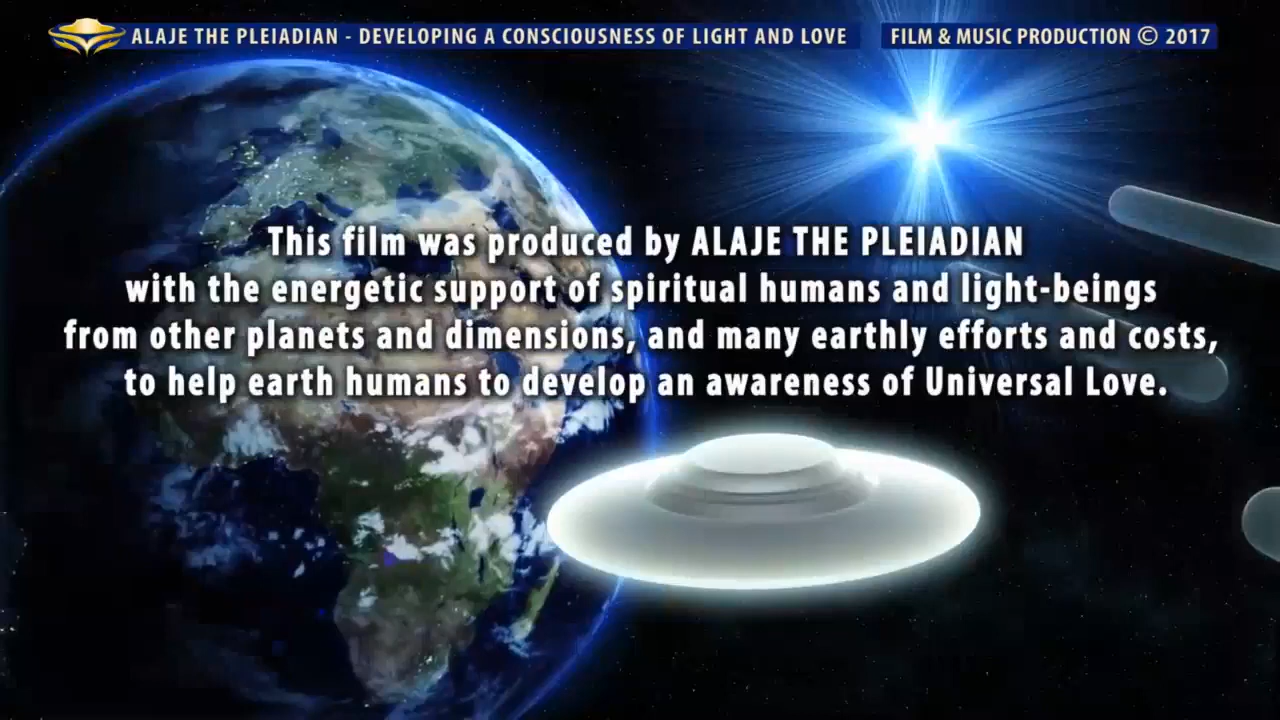 ALAJE THE PLEIADIAN - DEVELOPING A CONSCIOUSNESS OF LIGHT AND LOVE
FILM & MUSIC PRODUCTION © 2017
This film was produced by ALAJE THE PLEIADIAN
with the energetic support of spiritual humans and light-beings
from other planets and dimensions, and many earthly efforts and costs,
to help earth humans to develop an awareness of Universal Love.